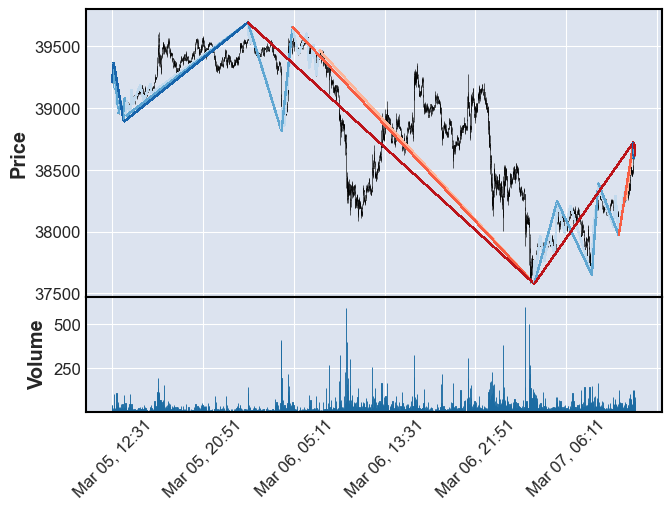 39500
39000
38500
38000
37500
Price
500
250
Volume
Mar 05, 12:31
Mar 05, 20:51
Mar 06, 05:11
Mar 06, 13:31
Mar 06, 21:51
Mar 07, 06:11